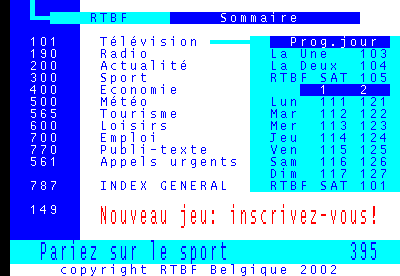 RTBF Sommaire
101 Télévision Prog.jour
190 Radio La Une 103
200 Actualité La Deux 104
300 Sport RTBF SAT 105
400 Economie 1 2
500 Météo Lun 111 121
565 Tourisme Mar 112 122
600 Loisirs Mer 113 123
700 Emploi Jeu 114 124
770 Publi-texte Ven 115 125
561 Appels urgents Sam 116 126
Dim 117 127
787 INDEX GENERAL RTBF SAT 101
149 Nouveau jeu: inscrivez-vous!
Pariez sur le sport 395
copyright RTBF Belgique 2002